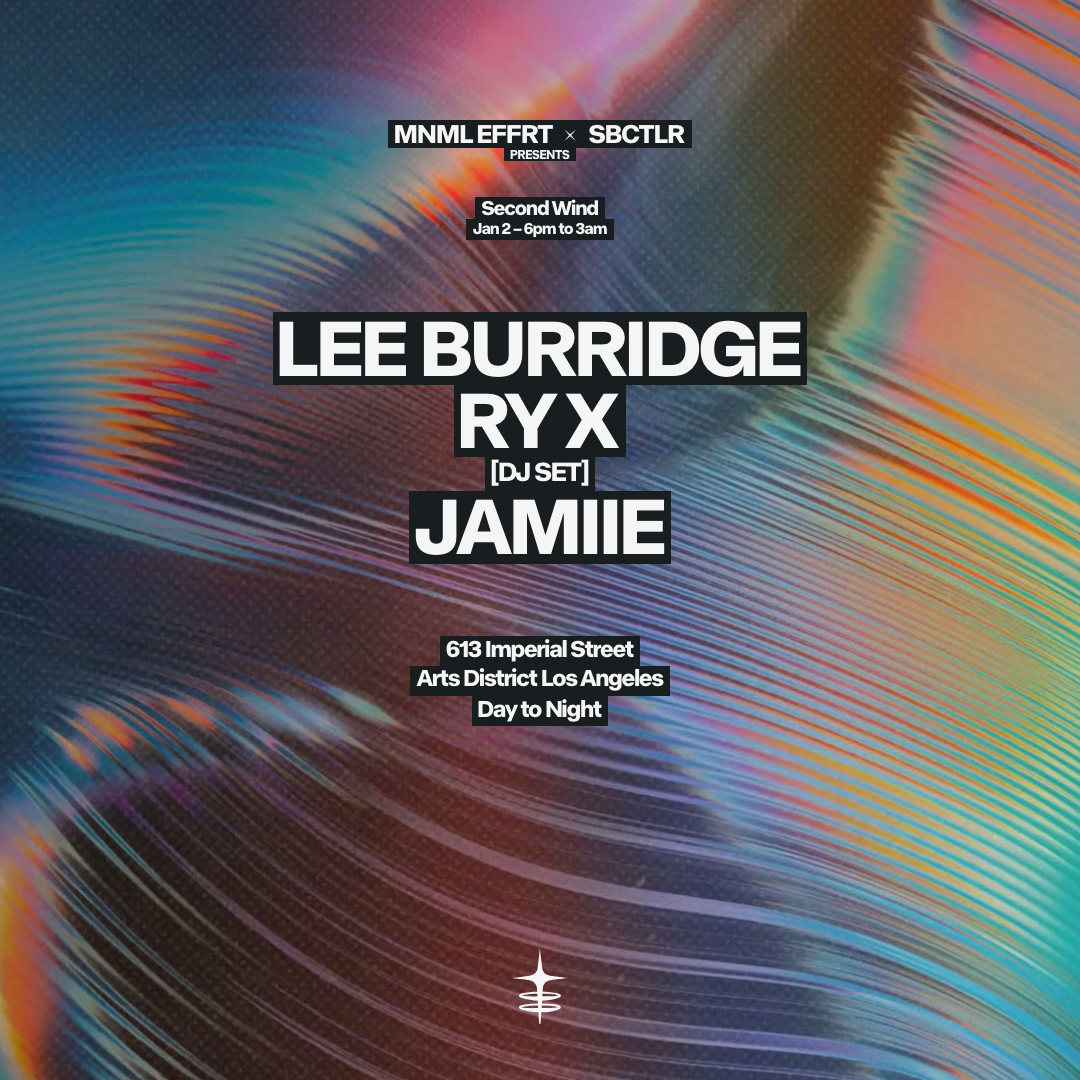 MNML EFFRT × SBCTLR
PRESENTS
Second Wind
Jan 2 – 6pm to 3am
LEE BURRIDGE
RY X
[DJ SET]
JAMIIE
613 Imperial Street
Arts District Los Angeles
Day to Night